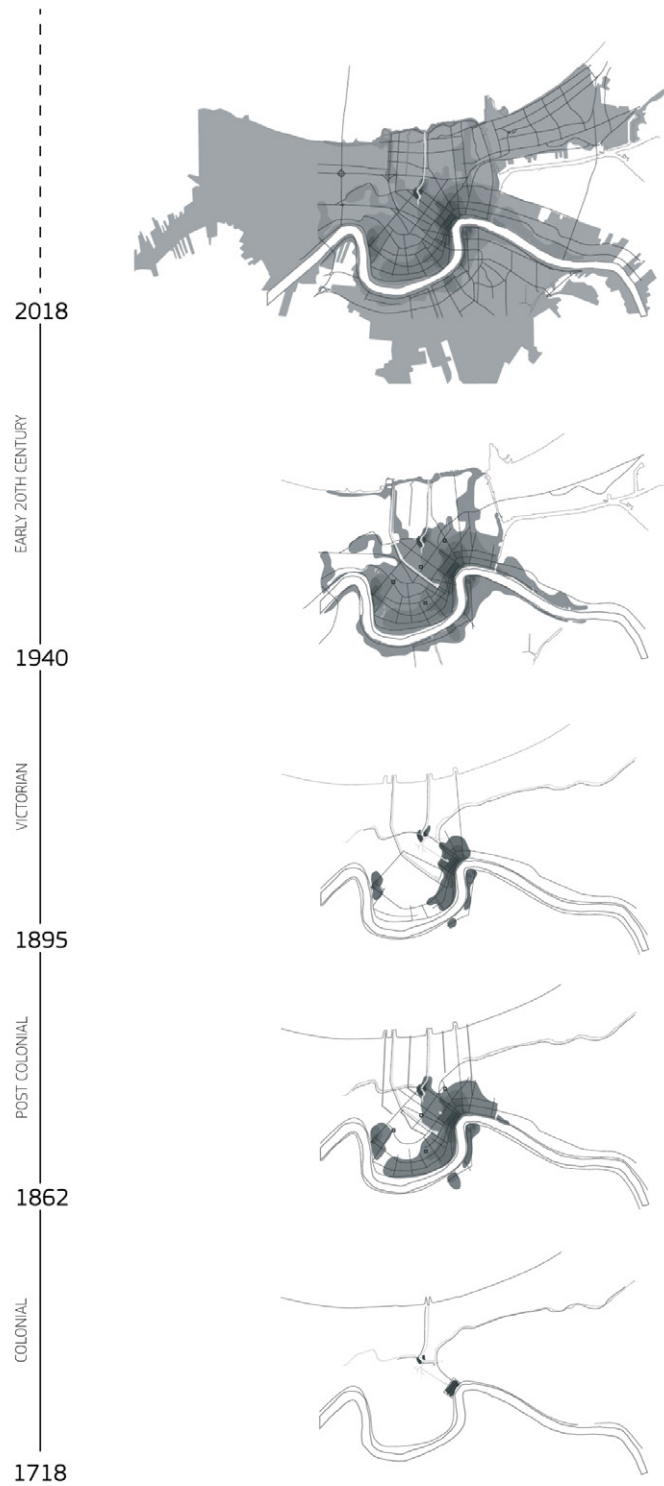 2018
EARLY 20TH CENTURY
1940
VICTORIAN
1895
POST COLONIAL
1862
COLONIAL
1718